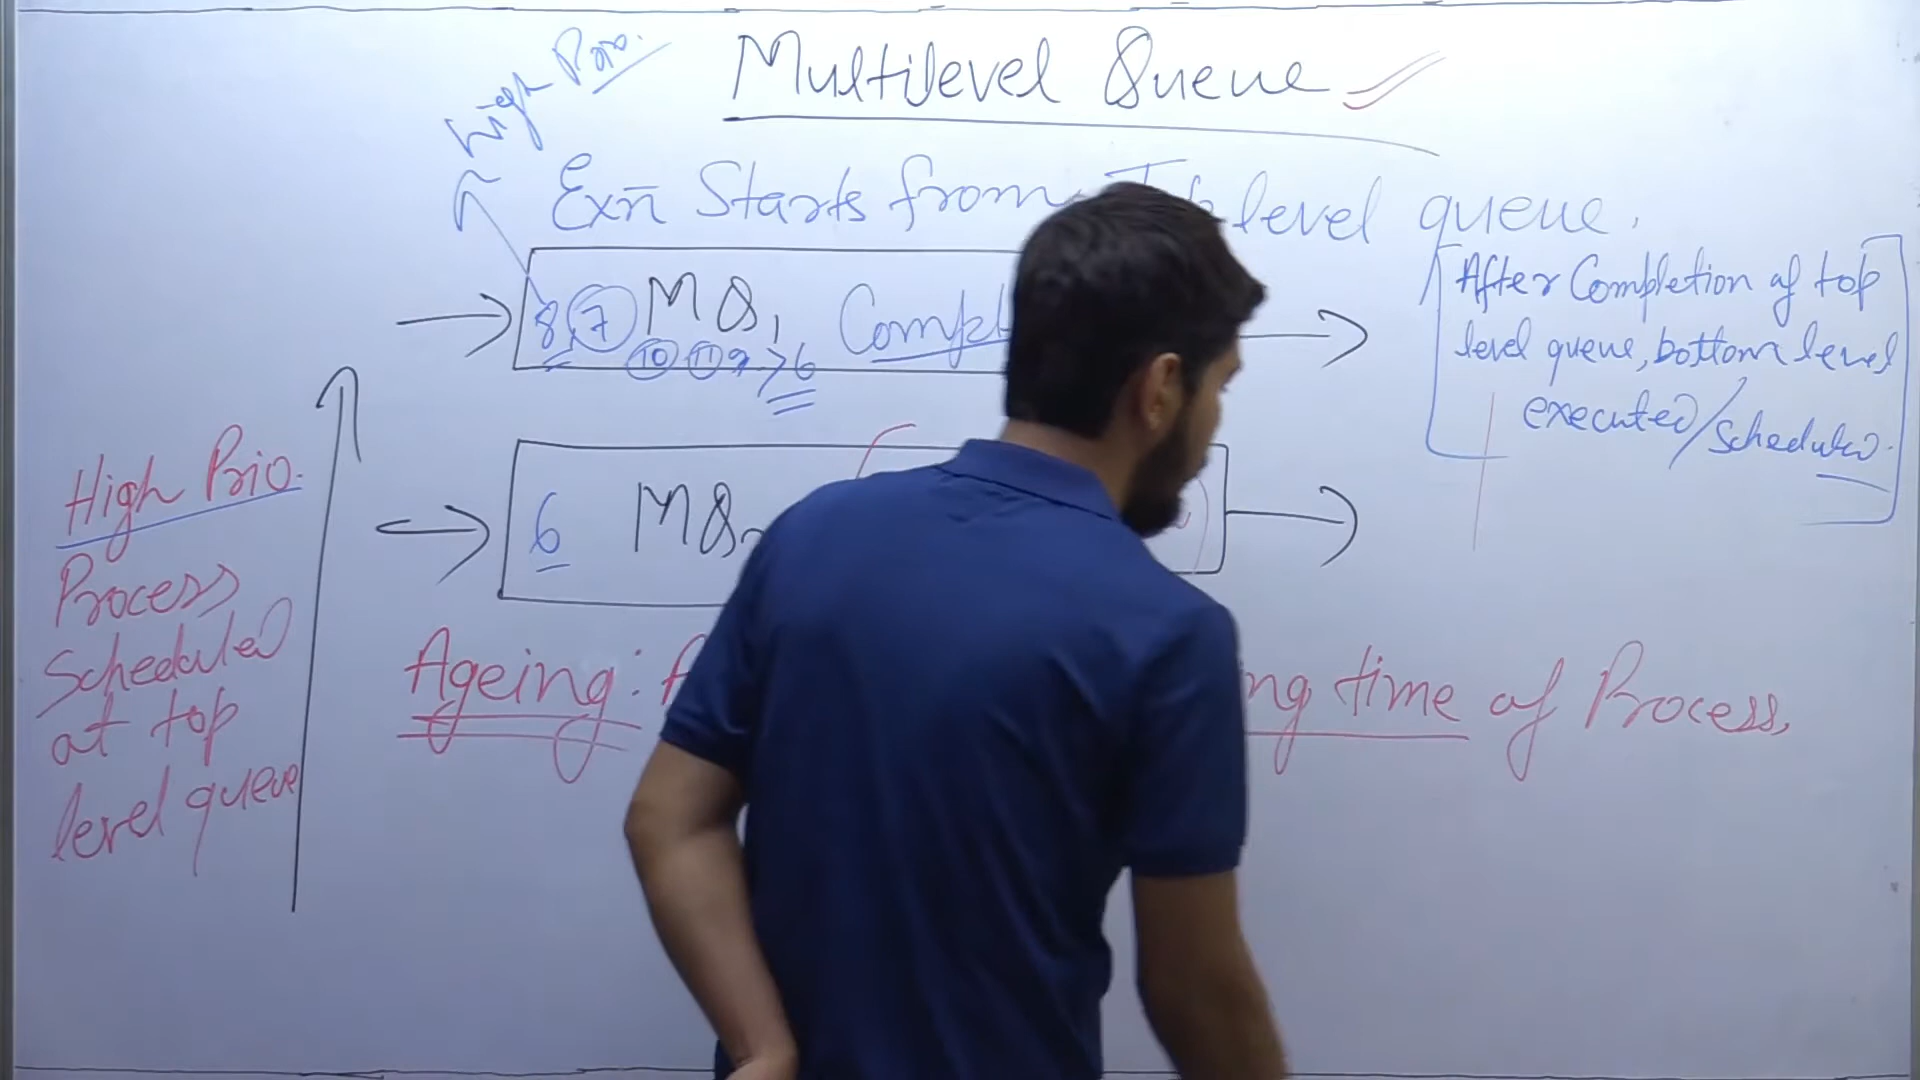 High Prio.
Multilevel Queue
Exn Starts from level queue.
8, 7 MQ1 Compl
10 11 9 > 6
After Completion of top
level queue, bottom level
executed/scheduled.
High Prio.
Process
Scheduled
at top
level queue
6 MQ2
Ageing: A ng time of Process,